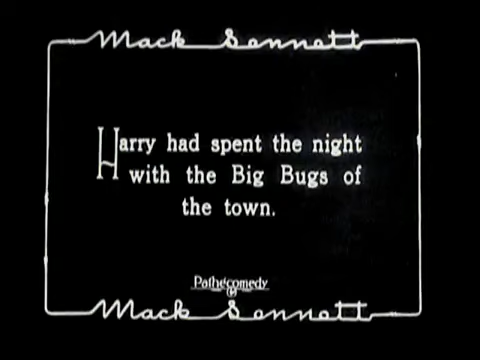 Mack Sennett
Harry had spent the night
with the Big Bugs of
the town.
Pathécomedy
Mack Sennett